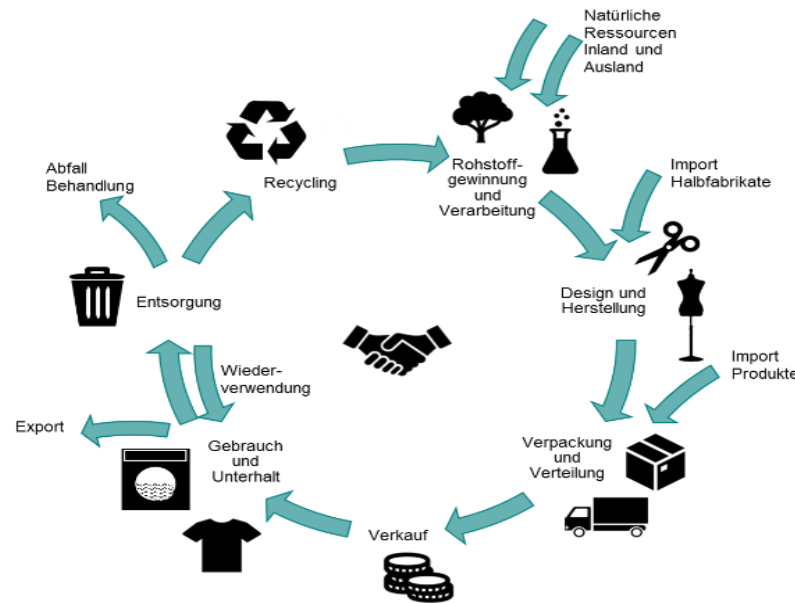 Natürliche
Ressourcen
Inland und
Ausland
Rohstoff-
gewinnung
und
Verarbeitung
Import
Halbfabrikate
Design und
Herstellung
Import
Produkte
Verpackung
und
Verteilung
Verkauf
Gebrauch
und
Unterhalt
Export
Wieder-
verwendung
Entsorgung
Abfall
Behandlung
Recycling